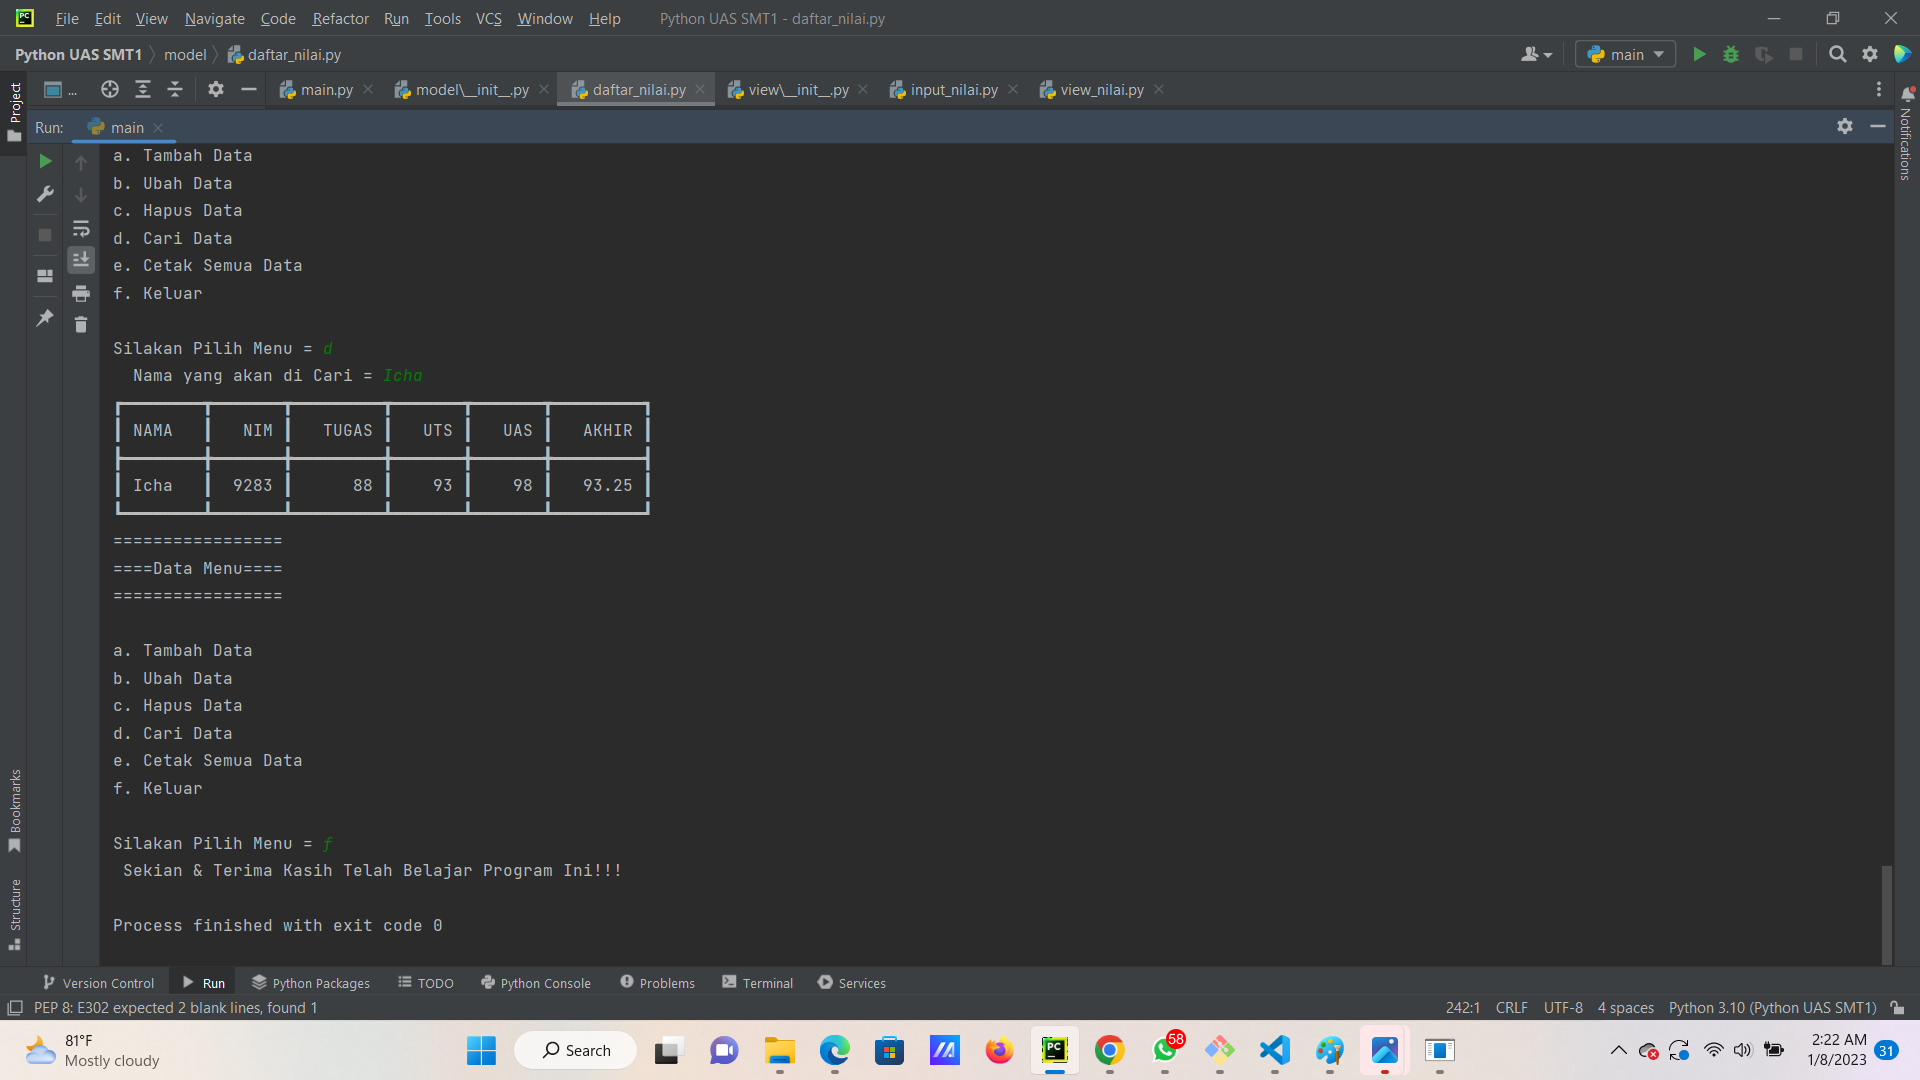 File Edit View Navigate Code Refactor Run Tools VCS Window Help Python UAS SMT1 - daftar_nilai.py
Python UAS SMT1 model daftar_nilai.py main
Project ... main.py model\__init__.py daftar_nilai.py view\__init__.py input_nilai.py view_nilai.py
Notifications
Run: main
a. Tambah Data
b. Ubah Data
c. Hapus Data
d. Cari Data
e. Cetak Semua Data
f. Keluar
Silakan Pilih Menu = d
Nama yang akan di Cari = Icha
NAMA NIM TUGAS UTS UAS AKHIR
Icha 9283 88 93 98 93.25
=================
====Data Menu====
=================
a. Tambah Data
b. Ubah Data
c. Hapus Data
d. Cari Data
e. Cetak Semua Data
f. Keluar
Silakan Pilih Menu = f
Sekian & Terima Kasih Telah Belajar Program Ini!!!
Process finished with exit code 0
Bookmarks
Structure
Version Control Run Python Packages TODO Python Console Problems Terminal Services
PEP 8: E302 expected 2 blank lines, found 1 242:1 CRLF UTF-8 4 spaces Python 3.10 (Python UAS SMT1)
81°F
Mostly cloudy
Search
PC
58
2:22 AM
1/8/2023
31